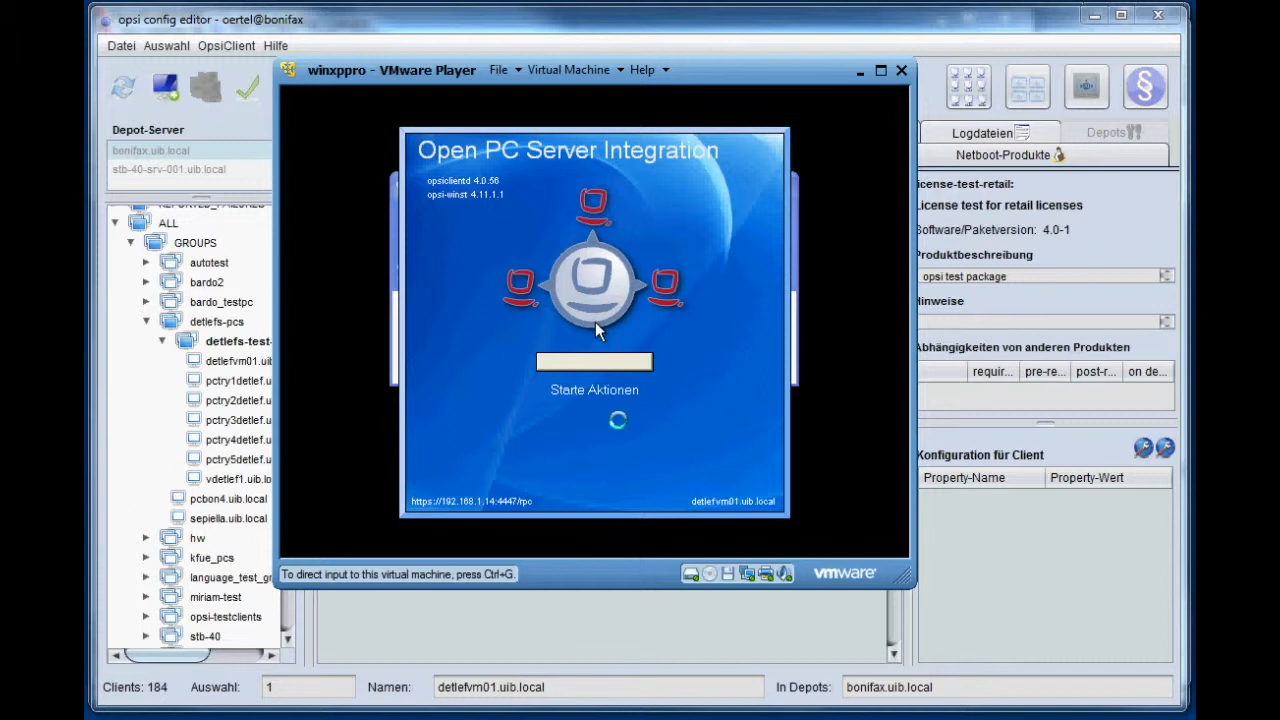 opsi config editor - oertel@bonifax
Datei Auswahl OpsiClient Hilfe
winxppro - VMware Player File Virtual Machine Help
Depot-Server
bonifax.uib.local
stb-40-srv-001.uib.local
ALL
GROUPS
autotest
bardo2
bardo_testpc
detlefs-pcs
detlefs-test-
detlefvm01.uib
pctry1detlef.u
pctry2detlef.u
pctry3detlef.u
pctry4detlef.u
pctry5detlef.u
vdetlef1.uib.lo
pcbon4.uib.local
sepiella.uib.local
hw
kfue_pcs
language_test_gr
miriam-test
opsi-testclients
stb-40
Open PC Server Integration
opsiclientd 4.0.56
opsi-winst 4.11.1.1
Starte Aktionen
https://192.168.1.14:4447/rpc
detlefvm01.uib.local
To direct input to this virtual machine, press Ctrl+G.
vmware
§
Logdateien Depots
Netboot-Produkte
icense-test-retail:
License test for retail licenses
Software/Paketversion: 4.0-1
Produktbeschreibung
opsi test package
Hinweise
Abhängigkeiten von anderen Produkten
requir... pre-re... post-r... on de...
Konfiguration für Client
Property-Name Property-Wert
Clients: 184 Auswahl: 1 Namen: detlefvm01.uib.local In Depots: bonifax.uib.local